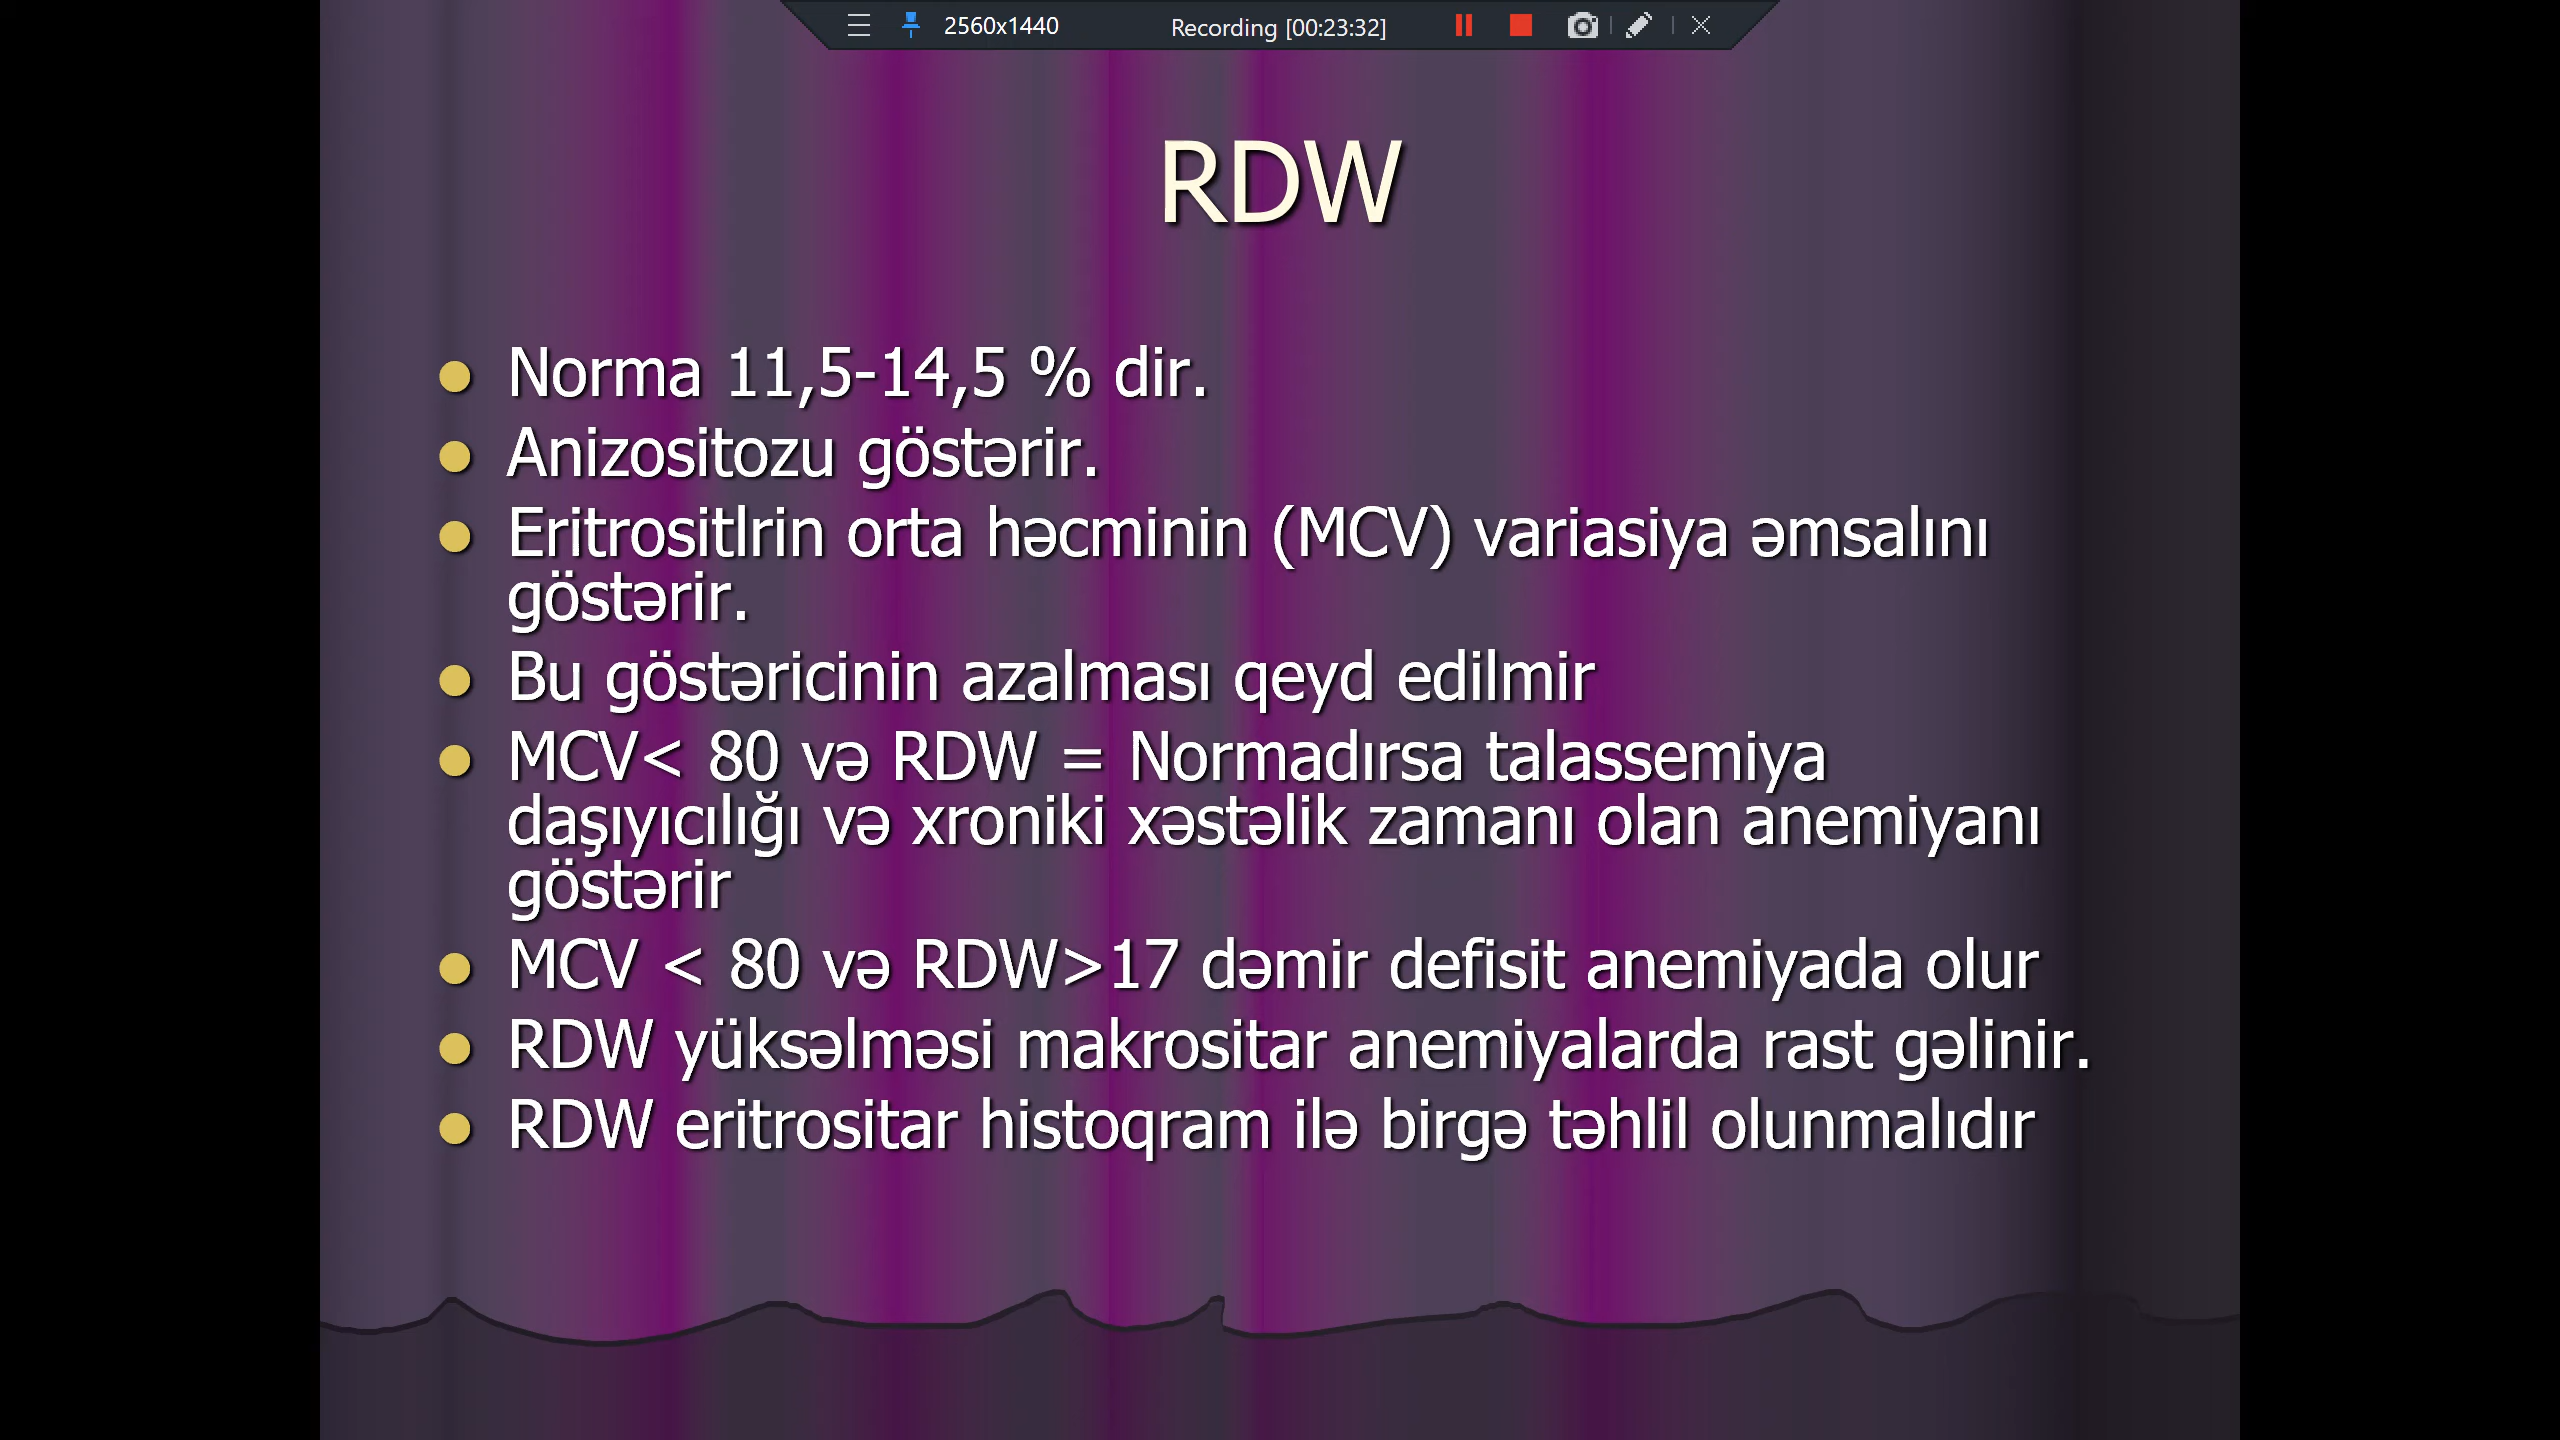 2560x1440 Recording [00:23:32]
RDW
Norma 11,5-14,5 % dir.
Anizositozu göstərir.
Eritrositlrin orta həcminin (MCV) variasiya əmsalını
göstərir.
Bu göstəricinin azalması qeyd edilmir
MCV< 80 və RDW = Normadırsa talassemiya
daşıyıcılığı və xroniki xəstəlik zamanı olan anemiyanı
göstərir
MCV < 80 və RDW>17 dəmir defisit anemiyada olur
RDW yüksəlməsi makrositar anemiyalarda rast gəlinir.
RDW eritrositar histoqram ilə birgə təhlil olunmalıdır